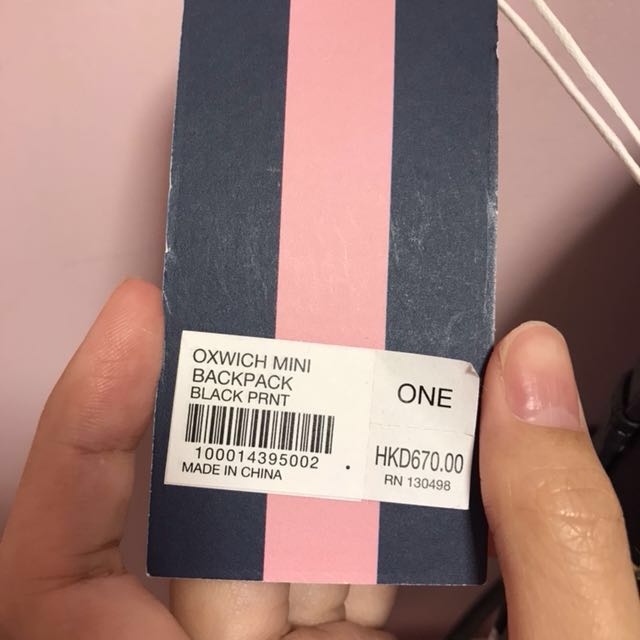 OXWICH MINI
BACKPACK
BLACK PRNT
100014395002
MADE IN CHINA
ONE
HKD670.00
RN 130498